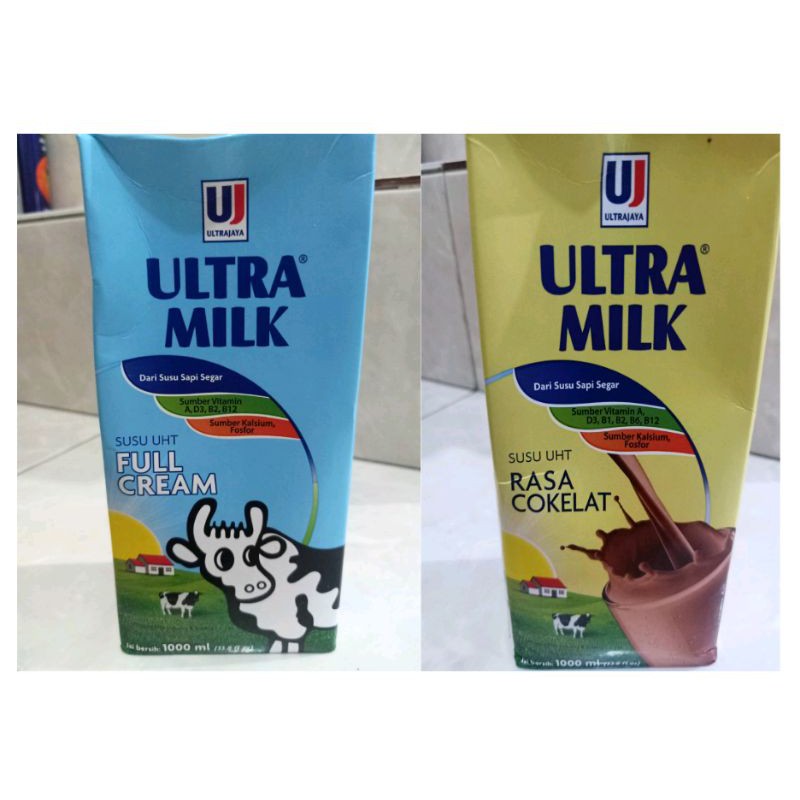 UJ
ULTRAJAYA
ULTRA®
MILK
Dari Susu Sapi Segar
Sumber Vitamin
A, D3, B2, B12
Sumber Kalsium,
Fosfor
SUSU UHT
FULL
CREAM
Isi bersih: 1000 ml
UJ
ULTRAJAYA
ULTRA®
MILK
Dari Susu Sapi Segar
Sumber Vitamin A,
D3, B1, B2, B6, B12
Sumber Kalsium,
Fosfor
SUSU UHT
RASA
COKELAT
Isi bersih: 1000 ml